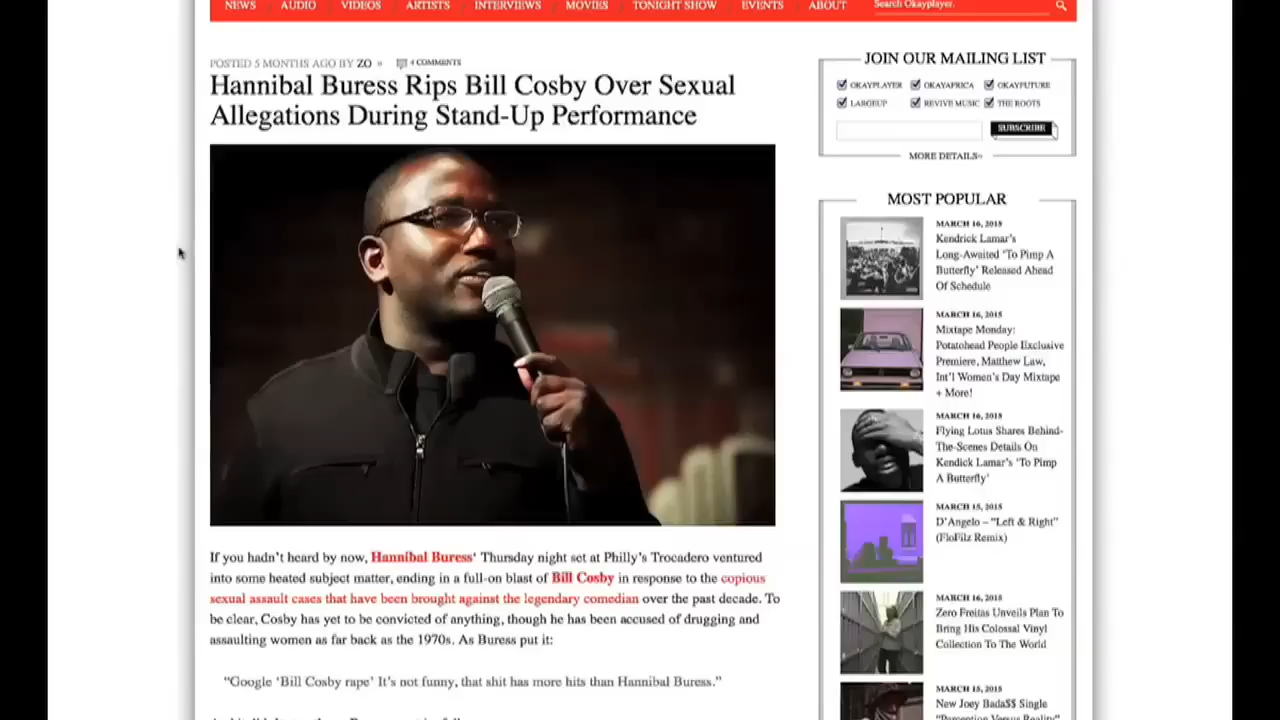 NEWS AUDIO VIDEOS ARTISTS INTERVIEWS MOVIES TONIGHT SHOW EVENTS ABOUT Search Okayplayer.
POSTED 5 MONTHS AGO BY ZO » 4 COMMENTS
Hannibal Buress Rips Bill Cosby Over Sexual
Allegations During Stand-Up Performance
If you hadn't heard by now, Hannibal Buress' Thursday night set at Philly's Trocadero ventured
into some heated subject matter, ending in a full-on blast of Bill Cosby in response to the copious
sexual assault cases that have been brought against the legendary comedian over the past decade. To
be clear, Cosby has yet to be convicted of anything, though he has been accused of drugging and
assaulting women as far back as the 1970s. As Buress put it:
"Google 'Bill Cosby rape' It's not funny, that shit has more hits than Hannibal Buress."
JOIN OUR MAILING LIST
OKAYPLAYER OKAYAFRICA OKAYFUTURE
LARGEUP REVIVE MUSIC THE ROOTS
SUBSCRIBE
MORE DETAILS»
MOST POPULAR
MARCH 16, 2015
Kendrick Lamar's
Long-Awaited 'To Pimp A
Butterfly' Released Ahead
Of Schedule
MARCH 16, 2015
Mixtape Monday:
Potatohead People Exclusive
Premiere, Matthew Law,
Int'l Women's Day Mixtape
+ More!
MARCH 16, 2015
Flying Lotus Shares Behind-
The-Scenes Details On
Kendick Lamar's 'To Pimp
A Butterfly'
MARCH 15, 2015
D'Angelo – "Left & Right"
(FloFilz Remix)
MARCH 16, 2015
Zero Freitas Unveils Plan To
Bring His Colossal Vinyl
Collection To The World
MARCH 15, 2015
New Joey Bada$$ Single
"Perception Versus Reality"